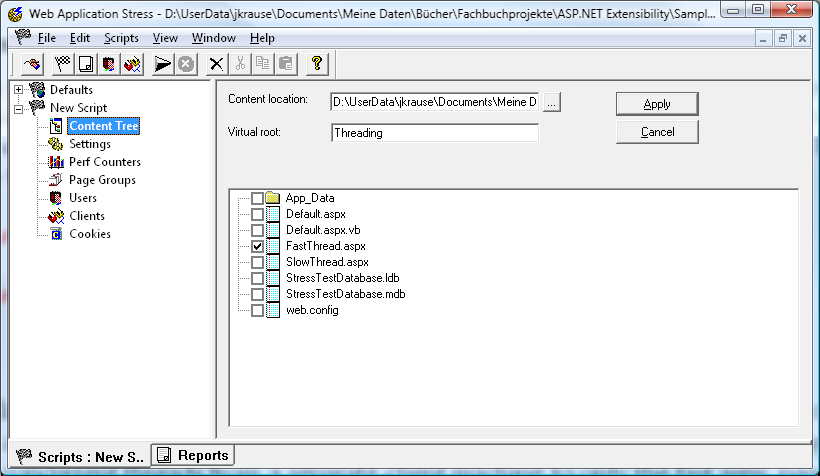 Web Application Stress - D:\UserData\jkrause\Documents\Meine Daten\Bücher\Fachbuchprojekte\ASP.NET Extensibility\Sampl...
File Edit Scripts View Window Help
Defaults
New Script
Content Tree
Settings
Perf Counters
Page Groups
Users
Clients
Cookies
Content location: D:\UserData\jkrause\Documents\Meine D ... Apply
Virtual root: Threading Cancel
App_Data
Default.aspx
Default.aspx.vb
FastThread.aspx
SlowThread.aspx
StressTestDatabase.ldb
StressTestDatabase.mdb
web.config
Scripts : New S.. Reports